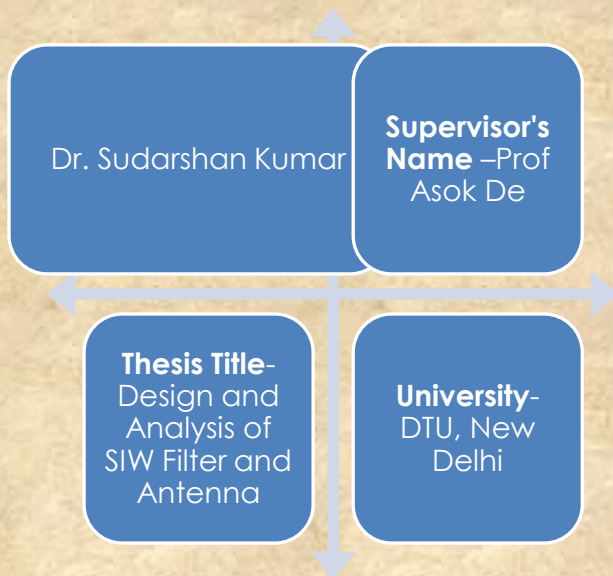 Dr. Sudarshan Kumar
Supervisor's
Name –Prof
Asok De
Thesis Title-
Design and
Analysis of
SIW Filter and
Antenna
University-
DTU, New
Delhi